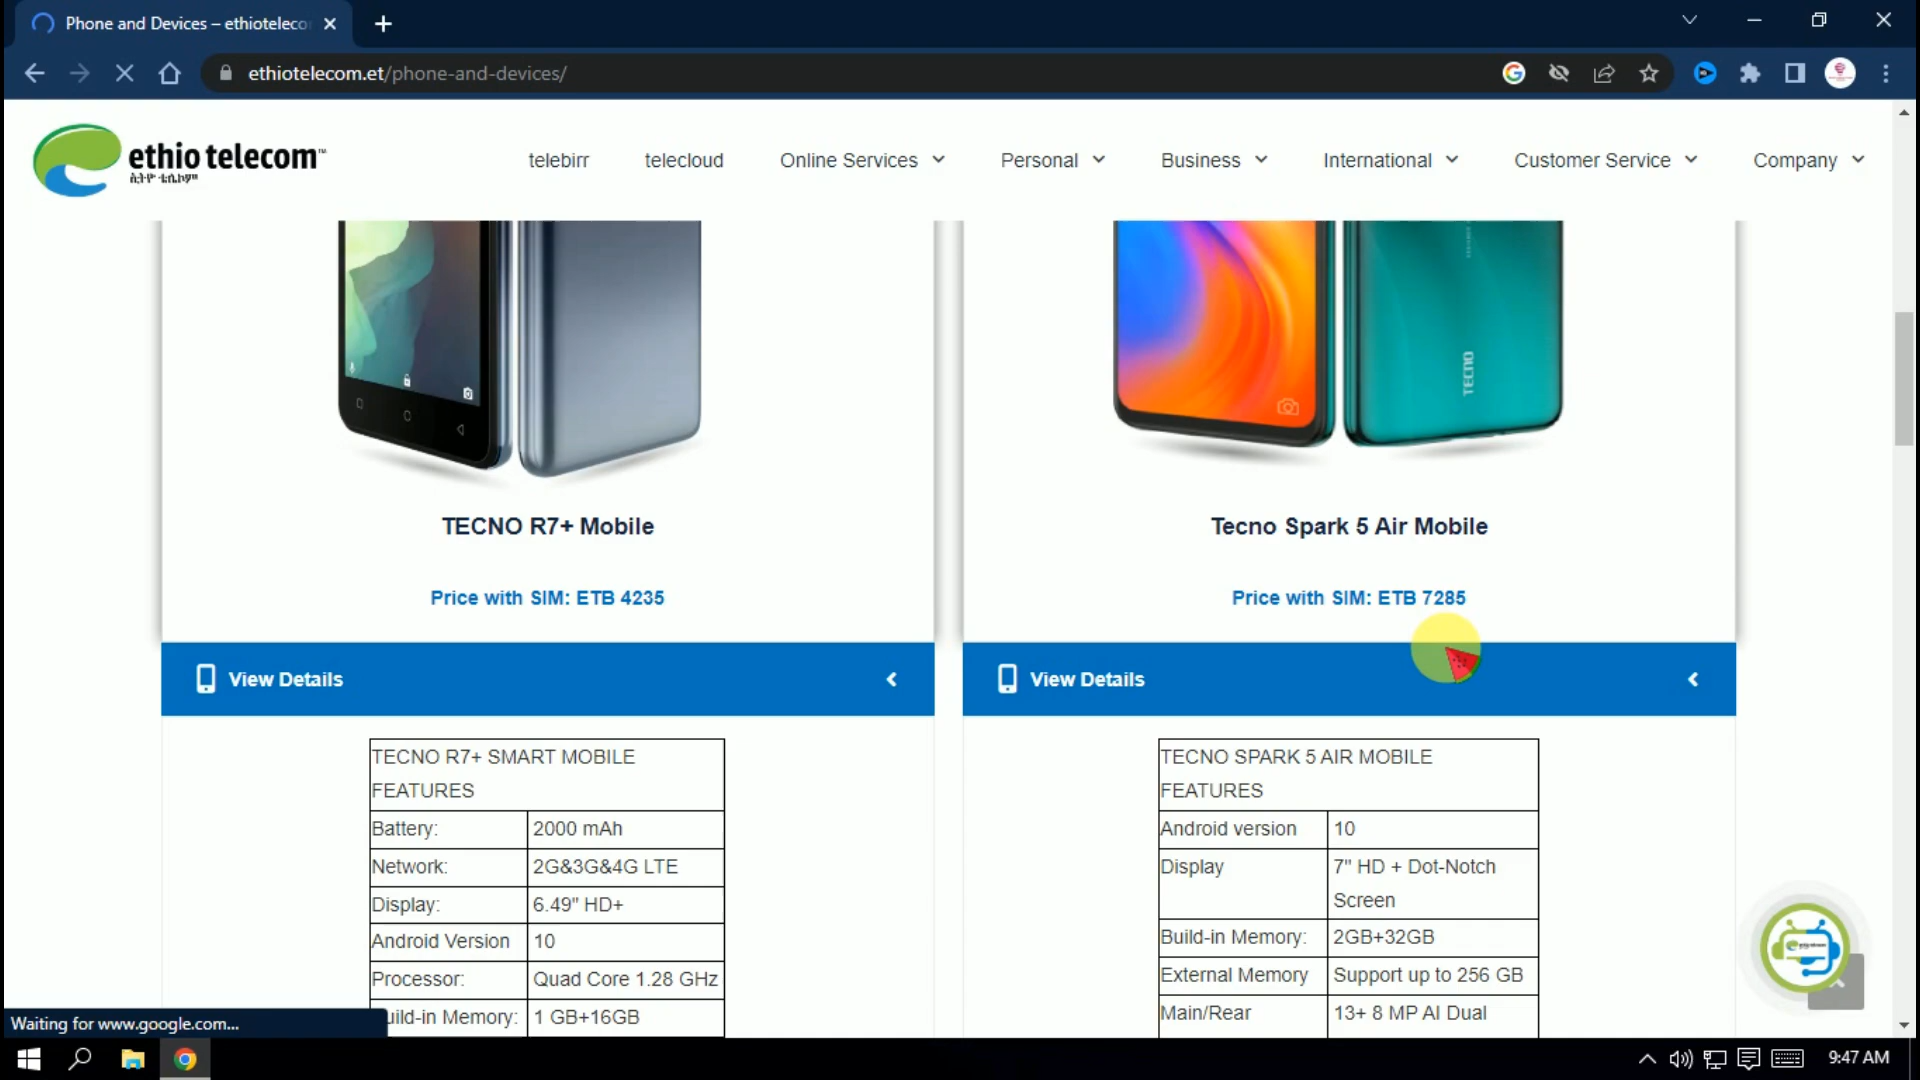 Phone and Devices – ethioteleco
ethiotelecom.et/phone-and-devices/
ethio telecom™
ኢትዮ ቴሌኮም
telebirr
telecloud
Online Services
Personal
Business
International
Customer Service
Company
TECNO
TECNO R7+ Mobile
Price with SIM: ETB 4235
Tecno Spark 5 Air Mobile
Price with SIM: ETB 7285
View Details
View Details
TECNO R7+ SMART MOBILE
FEATURES
Battery: 2000 mAh
Network: 2G&3G&4G LTE
Display: 6.49" HD+
Android Version 10
Processor: Quad Core 1.28 GHz
uild-in Memory: 1 GB+16GB
TECNO SPARK 5 AIR MOBILE
FEATURES
Android version 10
Display 7" HD + Dot-Notch
Screen
Build-in Memory: 2GB+32GB
External Memory Support up to 256 GB
Main/Rear 13+ 8 MP AI Dual
Waiting for www.google.com...
9:47 AM